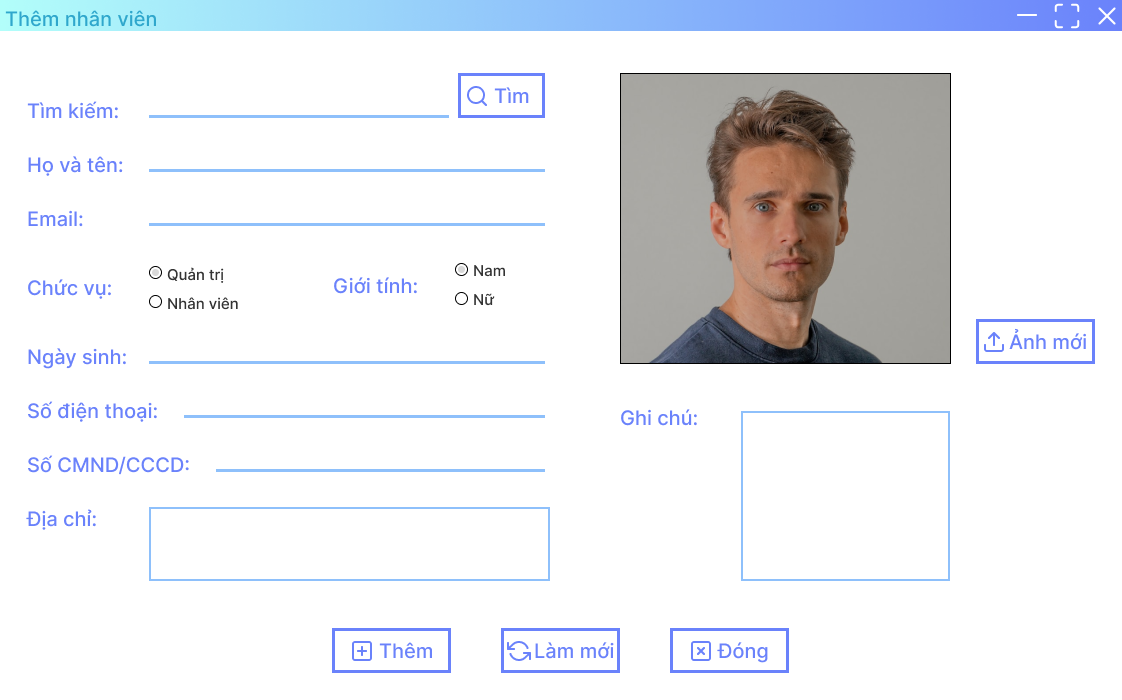 Thêm nhân viên
Tìm kiếm:
Tìm
Họ và tên:
Email:
Chức vụ:
Quản trị
Nhân viên
Giới tính:
Nam
Nữ
Ngày sinh:
Số điện thoại:
Số CMND/CCCD:
Địa chỉ:
Ảnh mới
Ghi chú:
Thêm
Làm mới
Đóng